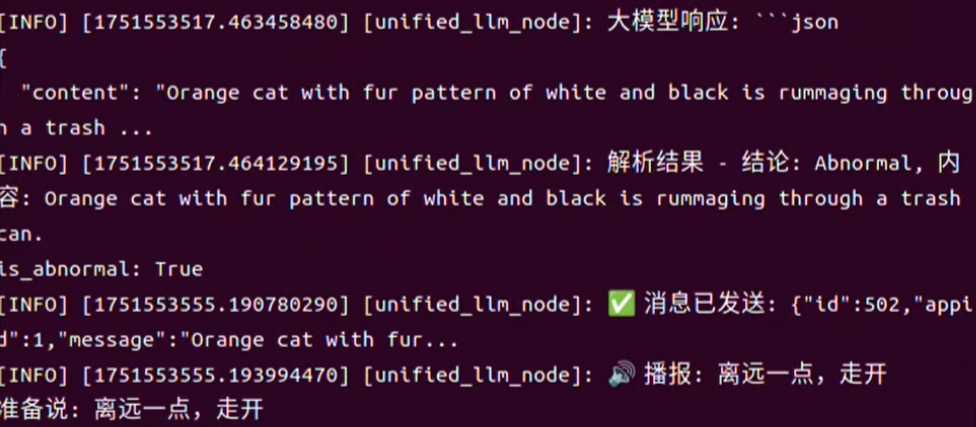 [INFO] [1751553517.463458480] [unified_llm_node]: 大模型响应: ```json
{
"content": "Orange cat with fur pattern of white and black is rummaging throug
h a trash ...
[INFO] [1751553517.464129195] [unified_llm_node]: 解析结果 - 结论: Abnormal, 内
容: Orange cat with fur pattern of white and black is rummaging through a trash
can.
is_abnormal: True
[INFO] [1751553555.190780290] [unified_llm_node]: ✅ 消息已发送: {"id":502,"appi
d":1,"message":"Orange cat with fur...
[INFO] [1751553555.193994470] [unified_llm_node]: 🔊 播报: 离远一点，走开
准备说: 离远一点，走开